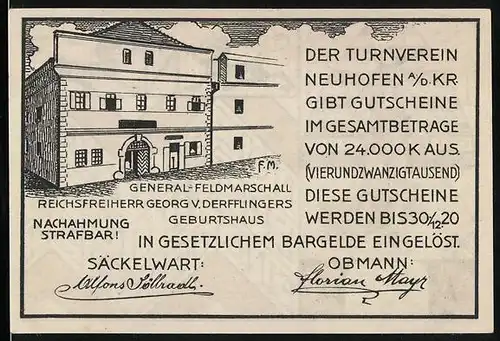 DER TURNVEREIN
NEUHOFEN A/D. KR.
GIBT GUTSCHEINE
IM GESAMTBETRAGE
VON 24.000 K AUS.
(VIERUNDZWANZIGTAUSEND)
DIESE GUTSCHEINE
WERDEN BIS 30./12. 20
IN GESETZLICHEM BARGELDE EINGELÖST.
F.M.
GENERAL-FELDMARSCHALL
REICHSFREIHERR GEORG V. DERFFLINGERS
GEBURTSHAUS
NACHAHMUNG
STRAFBAR!
SÄCKELWART:
Alfons
OBMANN:
Florian Mayr